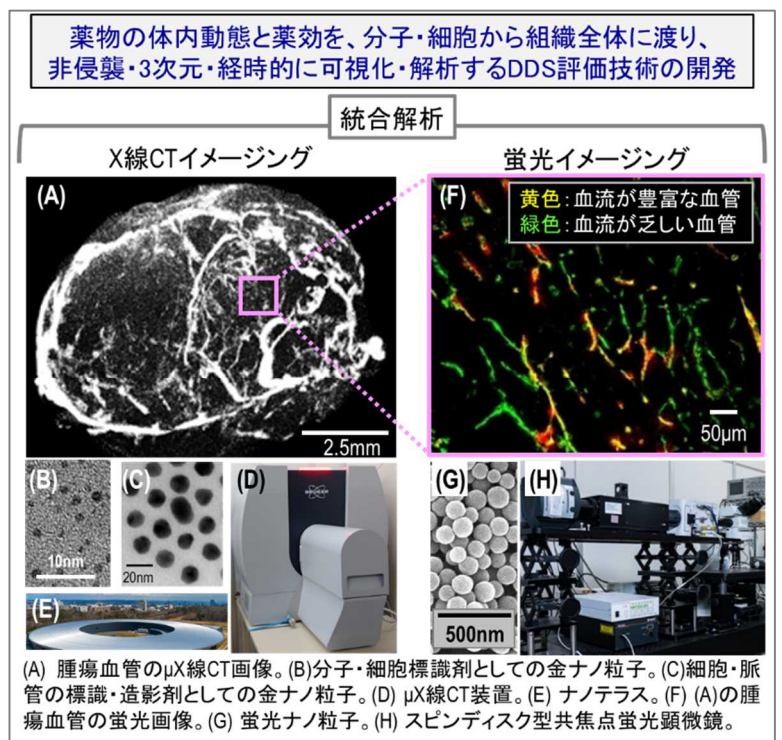 薬物の体内動態と薬効を、分子・細胞から組織全体に渡り、
非侵襲・3次元・経時的に可視化・解析するDDS評価技術の開発
統合解析
X線CTイメージング
蛍光イメージング
(A)
2.5mm
(F)
黄色:血流が豊富な血管
緑色:血流が乏しい血管
50μm
(B)
10nm
(C)
20nm
(D)
BRUKER
(E)
(G)
500nm
(H)
(A) 腫瘍血管のμX線CT画像。(B)分子・細胞標識剤としての金ナノ粒子。(C)細胞・脈
管の標識・造影剤としての金ナノ粒子。(D) μX線CT装置。(E) ナノテラス。(F) (A)の腫
瘍血管の蛍光画像。(G) 蛍光ナノ粒子。(H) スピンディスク型共焦点蛍光顕微鏡。